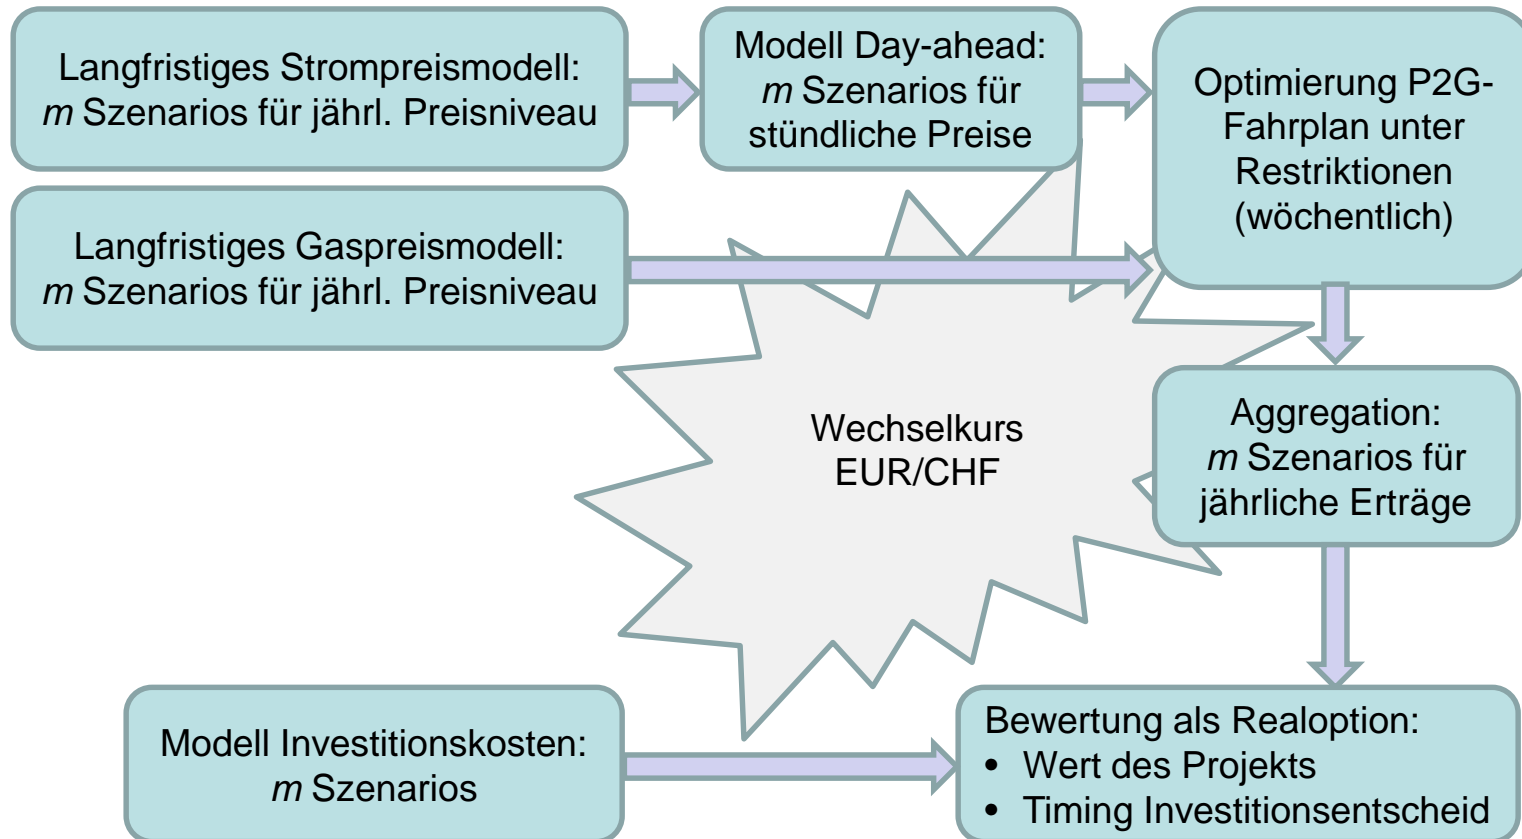 Langfristiges Strompreismodell:
m Szenarios für jährl. Preisniveau
Modell Day-ahead:
m Szenarios für
stündliche Preise
Optimierung P2G-
Fahrplan unter
Restriktionen
(wöchentlich)
Langfristiges Gaspreismodell:
m Szenarios für jährl. Preisniveau
Wechselkurs
EUR/CHF
Aggregation:
m Szenarios für
jährliche Erträge
Modell Investitionskosten:
m Szenarios
Bewertung als Realoption:
• Wert des Projekts
• Timing Investitionsentscheid